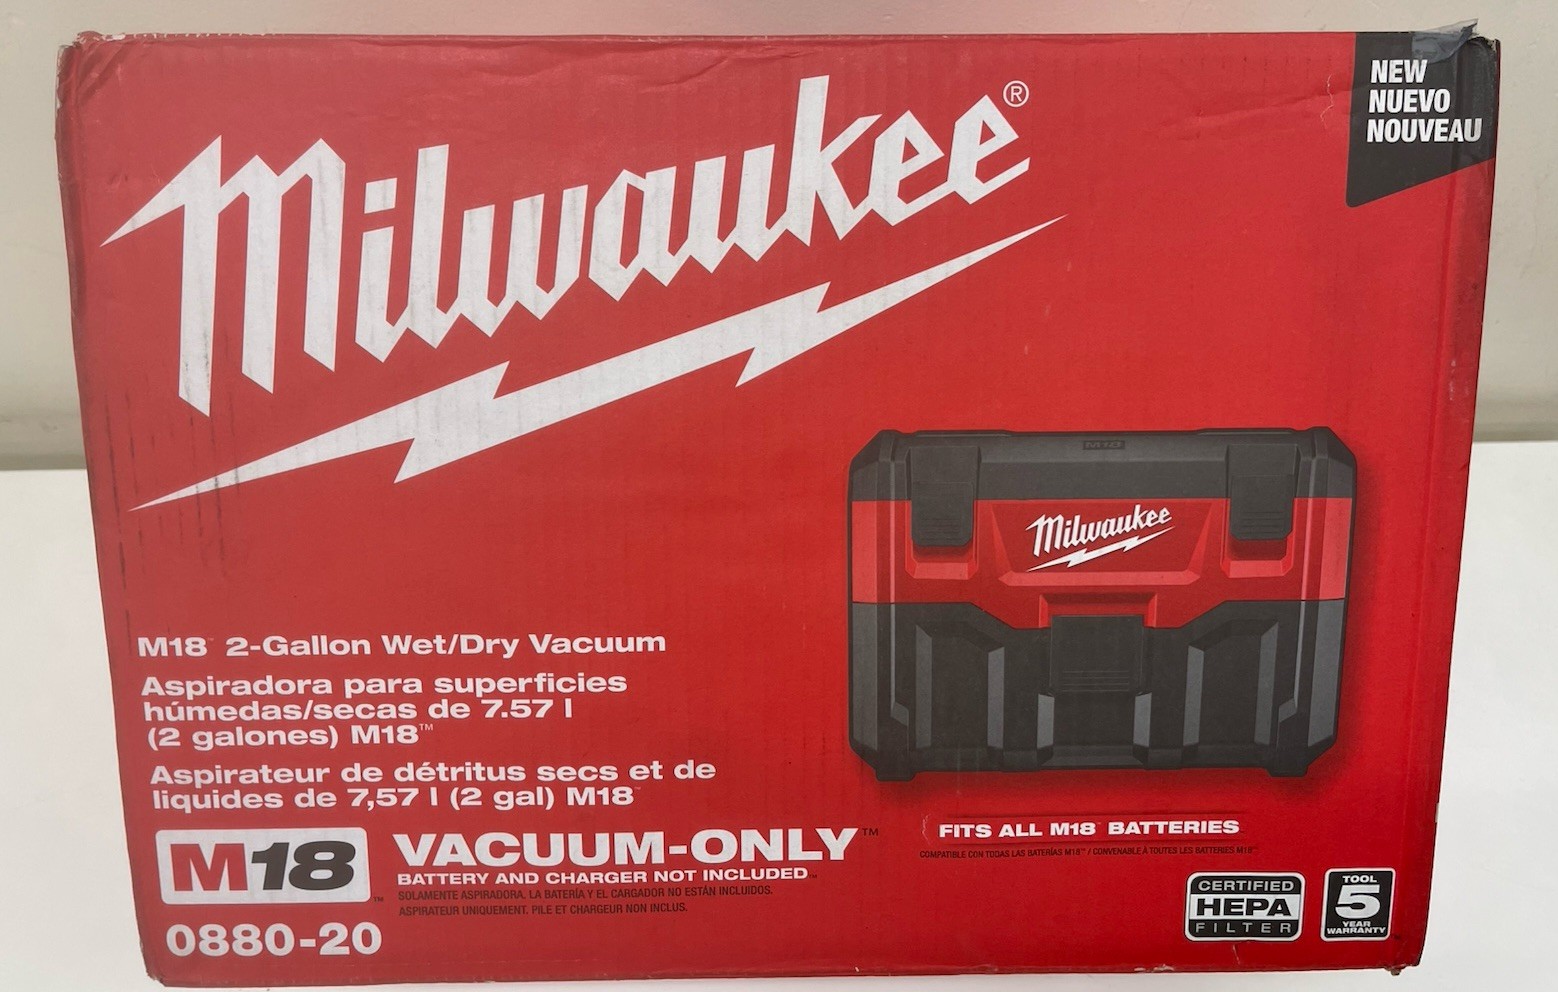 Milwaukee®
NEW
NUEVO
NOUVEAU
M18
Milwaukee
M18™ 2-Gallon Wet/Dry Vacuum
Aspiradora para superficies
húmedas/secas de 7.57 l
(2 galones) M18™
Aspirateur de détritus secs et de
liquides de 7,57 l (2 gal) M18™
M18™
VACUUM-ONLY™
BATTERY AND CHARGER NOT INCLUDED™
SOLAMENTE ASPIRADORA. LA BATERÍA Y EL CARGADOR NO ESTÁN INCLUIDOS.
ASPIRATEUR UNIQUEMENT. PILE ET CHARGEUR NON INCLUS.
0880-20
FITS ALL M18™ BATTERIES
COMPATIBLE CON TODAS LAS BATERÍAS M18™ / CONVENABLE À TOUTES LES BATTERIES M18™
CERTIFIED
HEPA
FILTER
TOOL
5
YEAR
WARRANTY